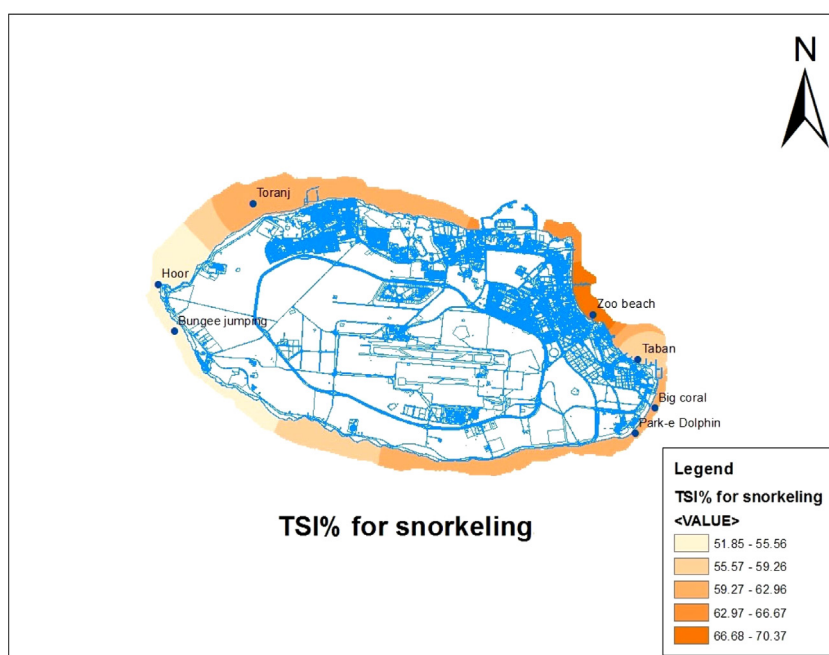 N
Toranj
Hoor
Bungee jumping
Zoo beach
Taban
Big coral
Park-e Dolphin
TSI% for snorkeling
Legend
TSI% for snorkeling
<VALUE>
51.85 - 55.56
55.57 - 59.26
59.27 - 62.96
62.97 - 66.67
66.68 - 70.37